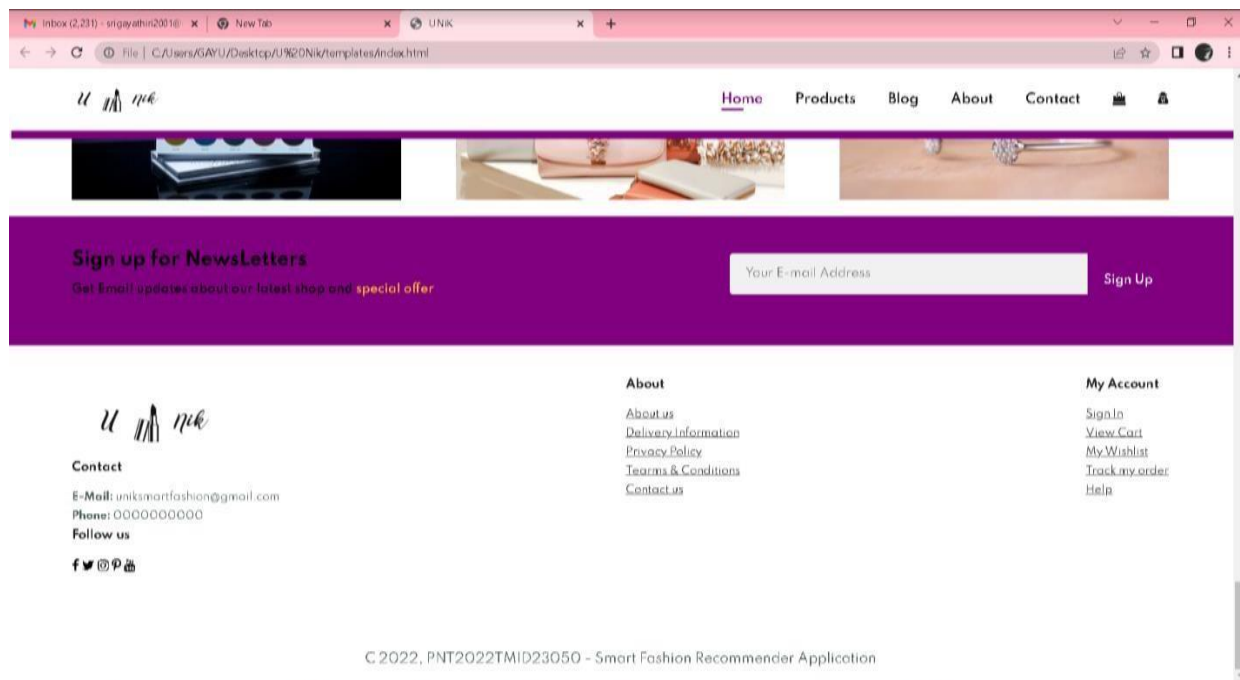 Inbox (2,231) - srigayathiri2001@
New Tab
UNiK
File | C:/Users/GAYU/Desktop/U%20Nik/templates/index.html
U nik
Home Products Blog About Contact
Sign up for NewsLetters
Get Email updates about our latest shop and special offer
Your E-mail Address
Sign Up
U nik
Contact
E-Mail: uniksmartfashion@gmail.com
Phone: 0000000000
Follow us
About
About us
Delivery Information
Privacy Policy
Tearms & Conditions
Contact us
My Account
Sign In
View Cart
My Wishlist
Track my order
Help
C 2022, PNT2022TMID23050 - Smart Fashion Recommender Application